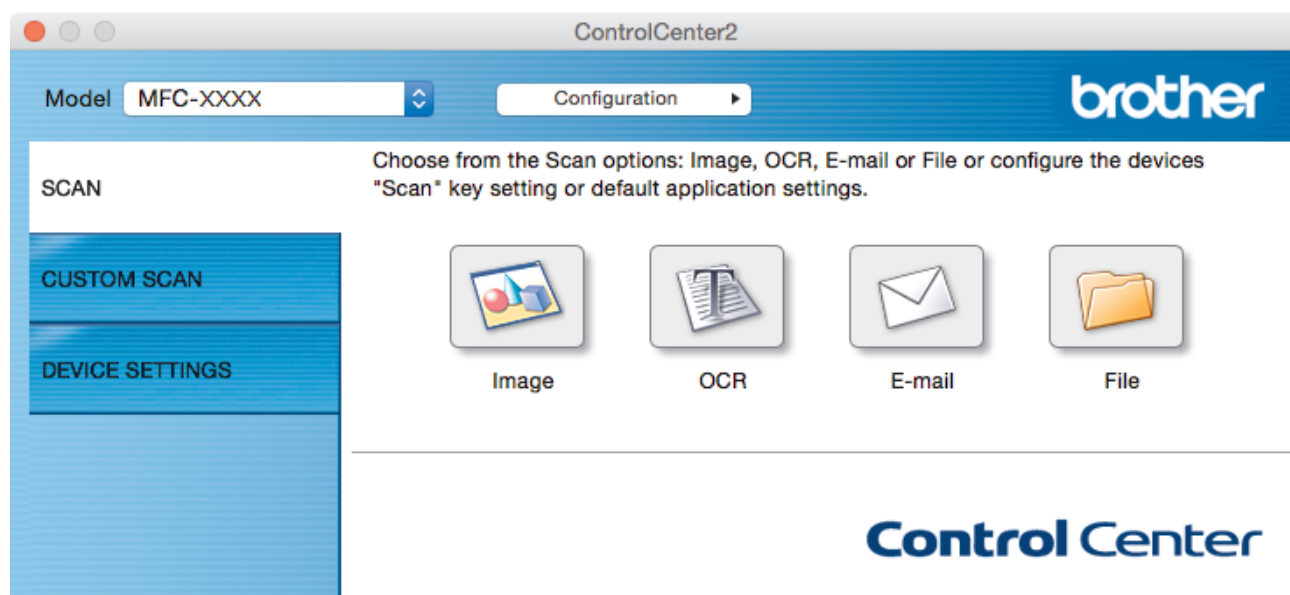 ControlCenter2
Model MFC-XXXX Configuration brother
SCAN
Choose from the Scan options: Image, OCR, E-mail or File or configure the devices
"Scan" key setting or default application settings.
CUSTOM SCAN
DEVICE SETTINGS
T
Image OCR E-mail File
Control Center